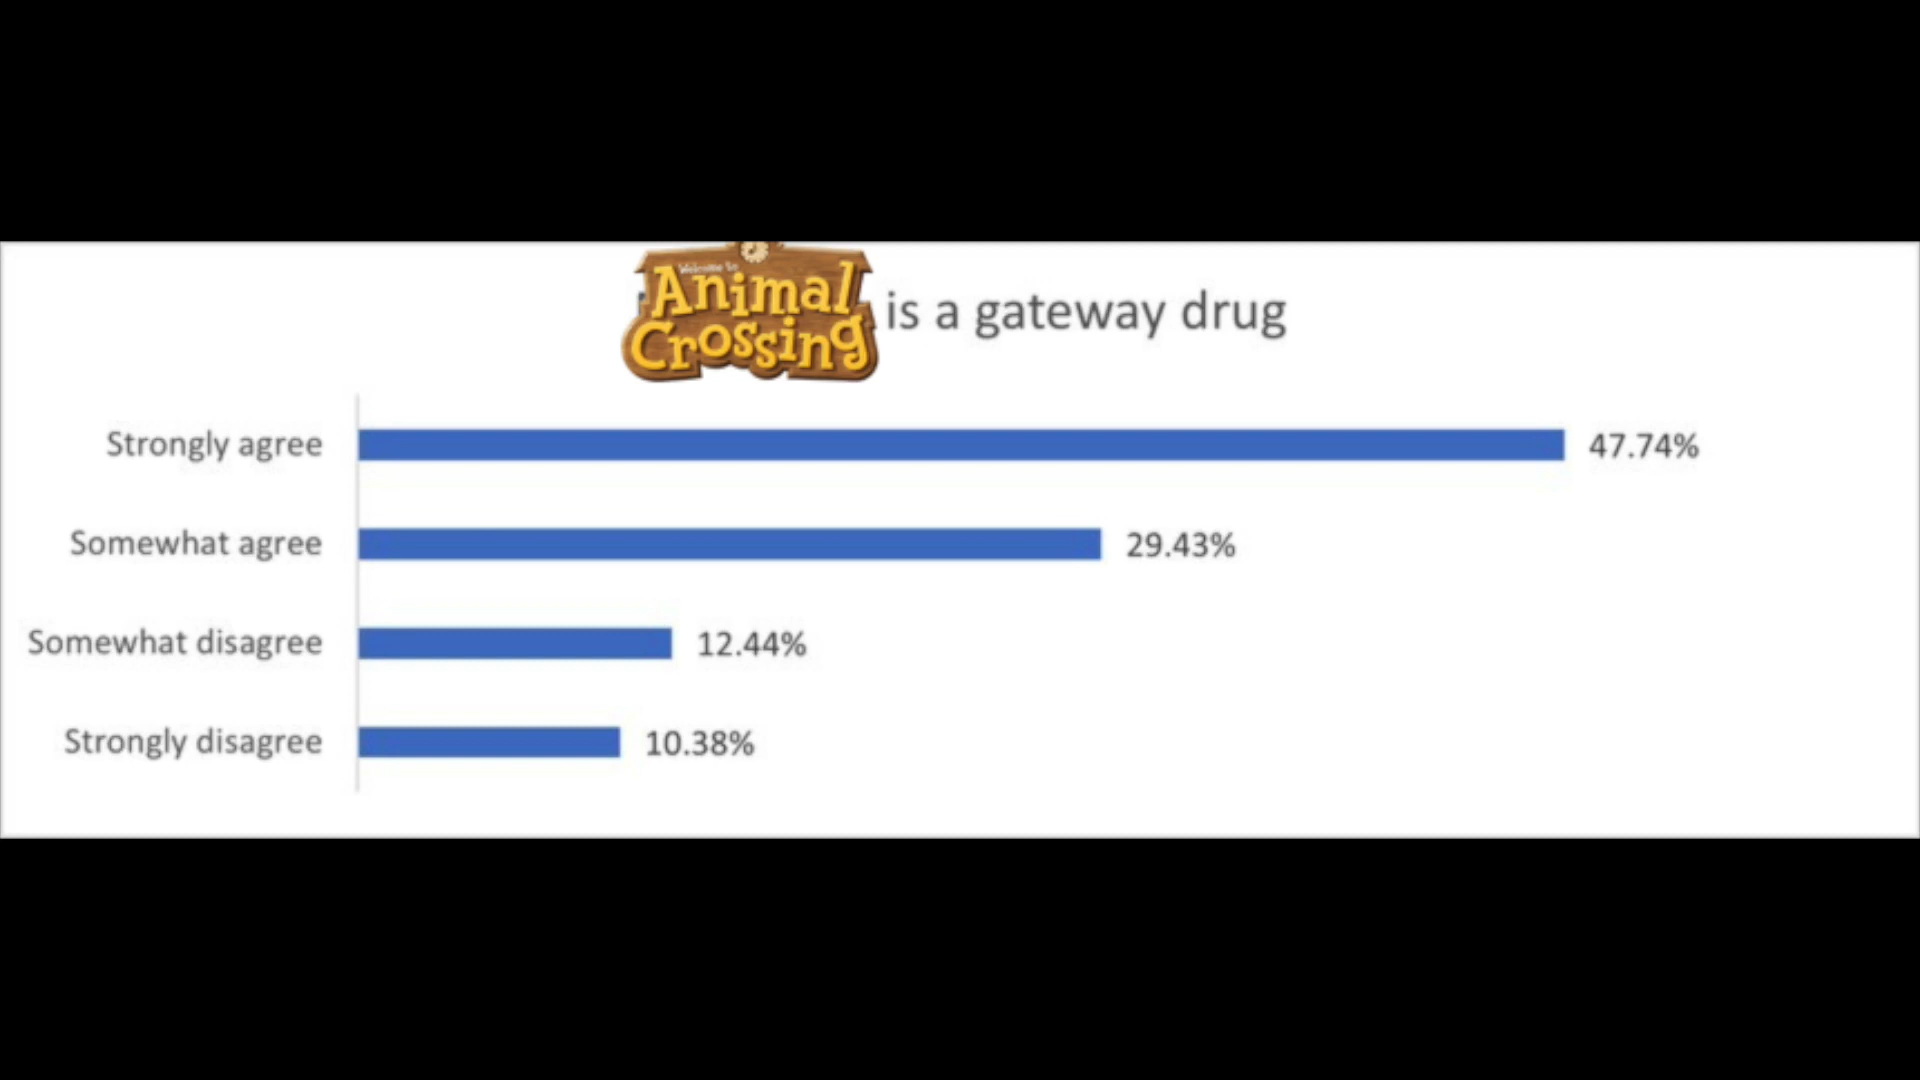 Welcome to
Animal
Crossing
is a gateway drug
Strongly agree 47.74%
Somewhat agree 29.43%
Somewhat disagree 12.44%
Strongly disagree 10.38%